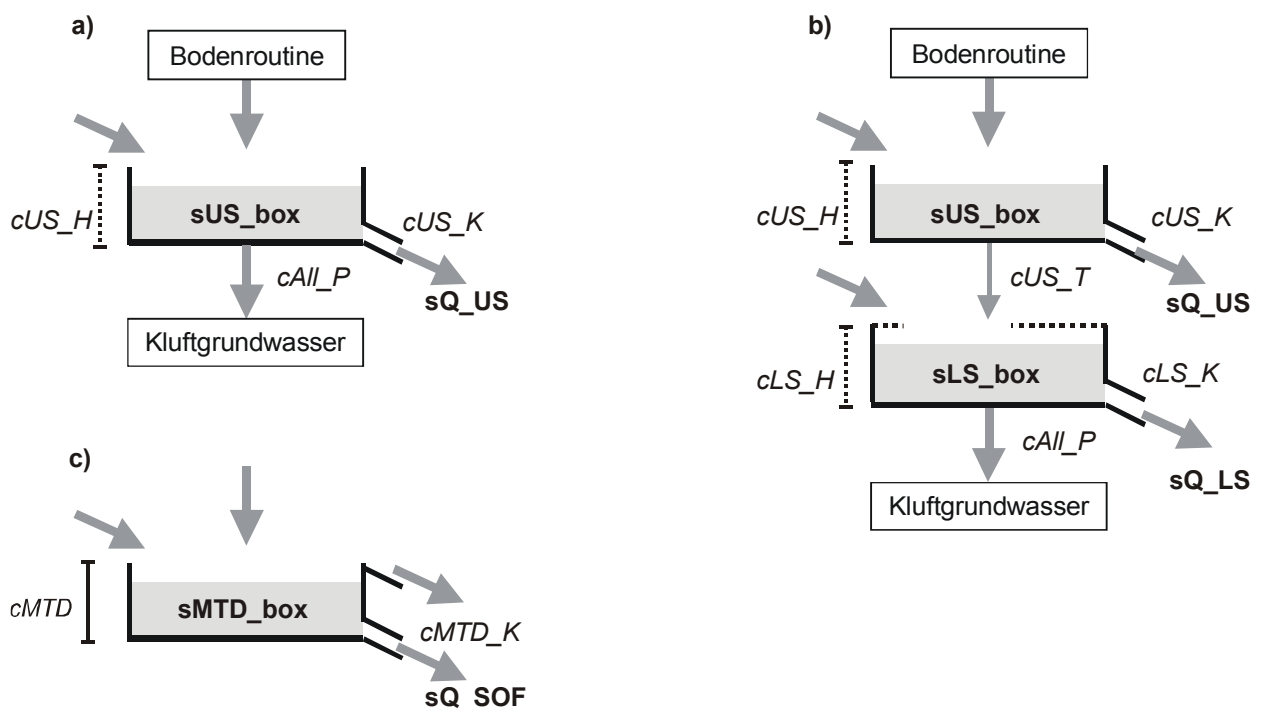 a)
Bodenroutine
cUS_H
sUS_box
cUS_K
cAll_P
sQ_US
Kluftgrundwasser
b)
Bodenroutine
cUS_H
sUS_box
cUS_K
cUS_T
sQ_US
cLS_H
sLS_box
cLS_K
cAll_P
sQ_LS
Kluftgrundwasser
c)
cMTD
sMTD_box
cMTD_K
sQ SOF